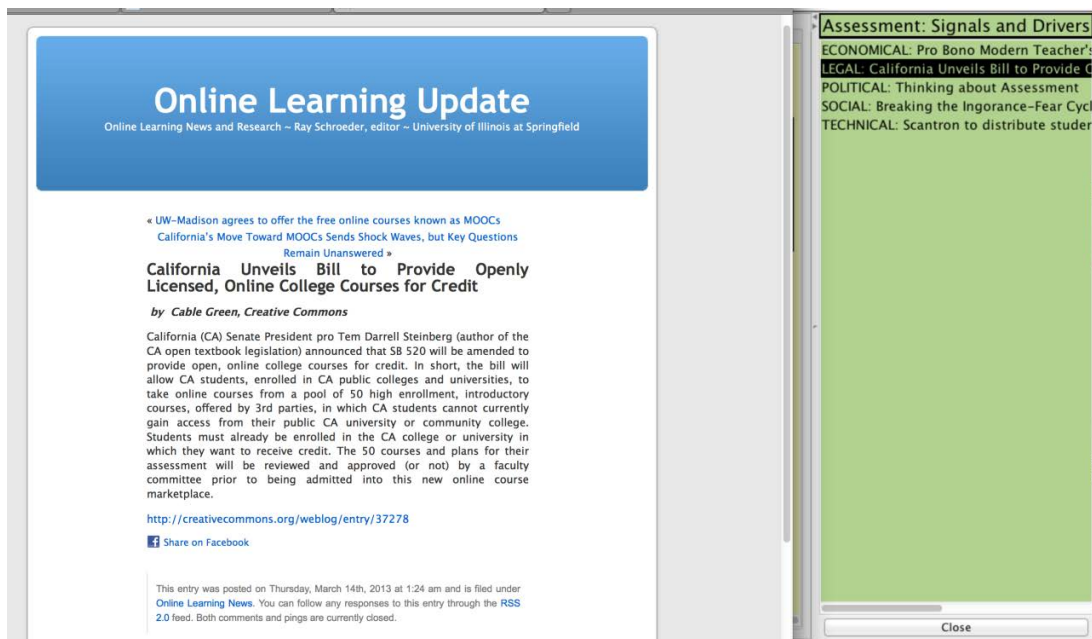 Online Learning Update
Online Learning News and Research ~ Ray Schroeder, editor ~ University of Illinois at Springfield
« UW-Madison agrees to offer the free online courses known as MOOCs
California's Move Toward MOOCs Sends Shock Waves, but Key Questions
Remain Unanswered »
California Unveils Bill to Provide Openly
Licensed, Online College Courses for Credit
by Cable Green, Creative Commons
California (CA) Senate President pro Tem Darrell Steinberg (author of the
CA open textbook legislation) announced that SB 520 will be amended to
provide open, online college courses for credit. In short, the bill will
allow CA students, enrolled in CA public colleges and universities, to
take online courses from a pool of 50 high enrollment, introductory
courses, offered by 3rd parties, in which CA students cannot currently
gain access from their public CA university or community college.
Students must already be enrolled in the CA college or university in
which they want to receive credit. The 50 courses and plans for their
assessment will be reviewed and approved (or not) by a faculty
committee prior to being admitted into this new online course
marketplace.
http://creativecommons.org/weblog/entry/37278
Share on Facebook
This entry was posted on Thursday, March 14th, 2013 at 1:24 am and is filed under
Online Learning News. You can follow any responses to this entry through the RSS
2.0 feed. Both comments and pings are currently closed.
Assessment: Signals and Drivers
ECONOMICAL: Pro Bono Modern Teacher's
LEGAL: California Unveils Bill to Provide
POLITICAL: Thinking about Assessment
SOCIAL: Breaking the Ingorance-Fear
TECHNICAL: Scantron to distribute
Close